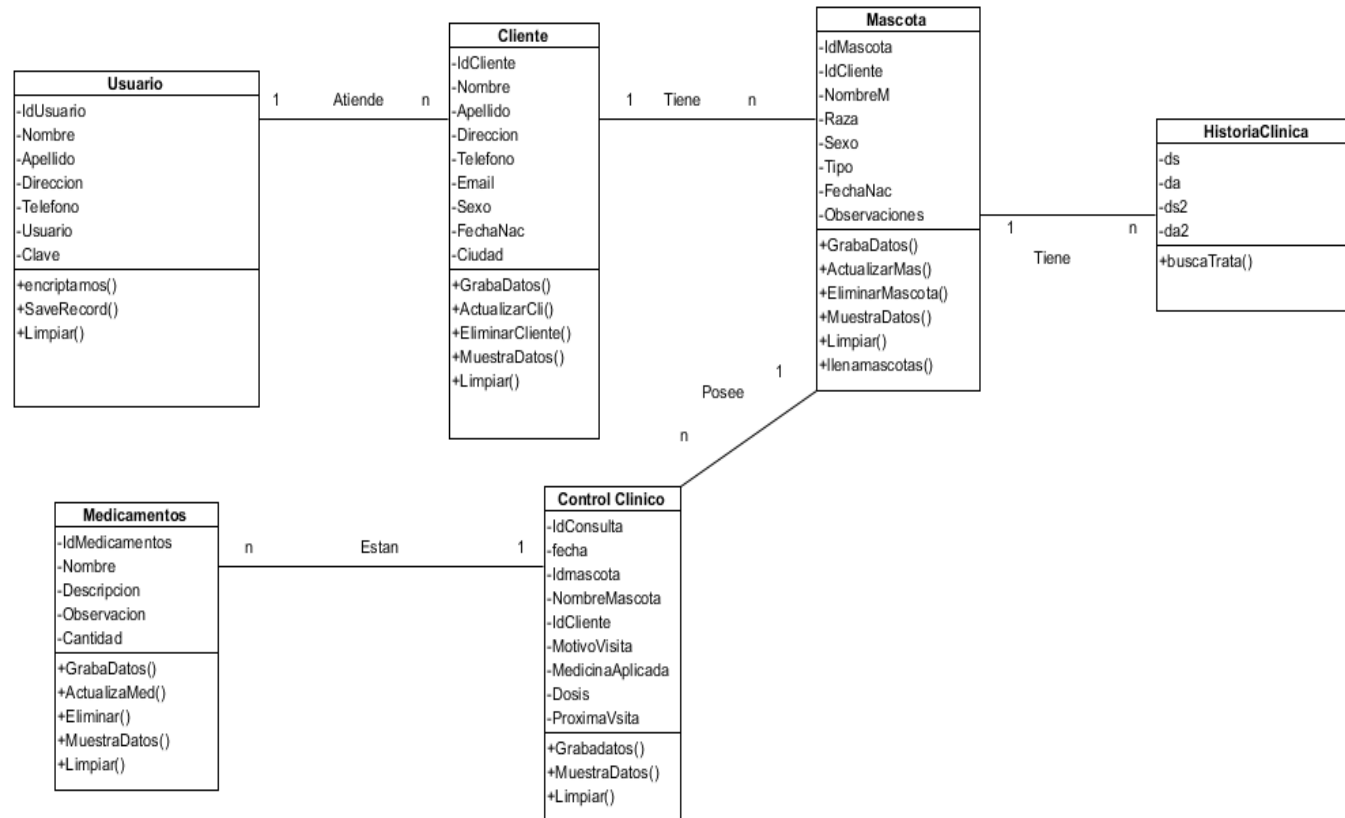 Usuario
-IdUsuario
-Nombre
-Apellido
-Direccion
-Telefono
-Usuario
-Clave
+encriptamos()
+SaveRecord()
+Limpiar()
1 Atiende n
Cliente
-IdCliente
-Nombre
-Apellido
-Direccion
-Telefono
-Email
-Sexo
-FechaNac
-Ciudad
+GrabaDatos()
+ActualizarCli()
+EliminarCliente()
+MuestraDatos()
+Limpiar()
1 Tiene n
Mascota
-IdMascota
-IdCliente
-NombreM
-Raza
-Sexo
-Tipo
-FechaNac
-Observaciones
+GrabaDatos()
+ActualizarMas()
+EliminarMascota()
+MuestraDatos()
+Limpiar()
+llenamascotas()
1 n
Tiene
HistoriaClinica
-ds
-da
-ds2
-da2
+buscaTrata()
1
Posee
n
Medicamentos
-IdMedicamentos
-Nombre
-Descripcion
-Observacion
-Cantidad
+GrabaDatos()
+ActualizaMed()
+Eliminar()
+MuestraDatos()
+Limpiar()
n Estan 1
Control Clinico
-IdConsulta
-fecha
-Idmascota
-NombreMascota
-IdCliente
-MotivoVisita
-MedicinaAplicada
-Dosis
-ProximaVsita
+Grabadatos()
+MuestraDatos()
+Limpiar()